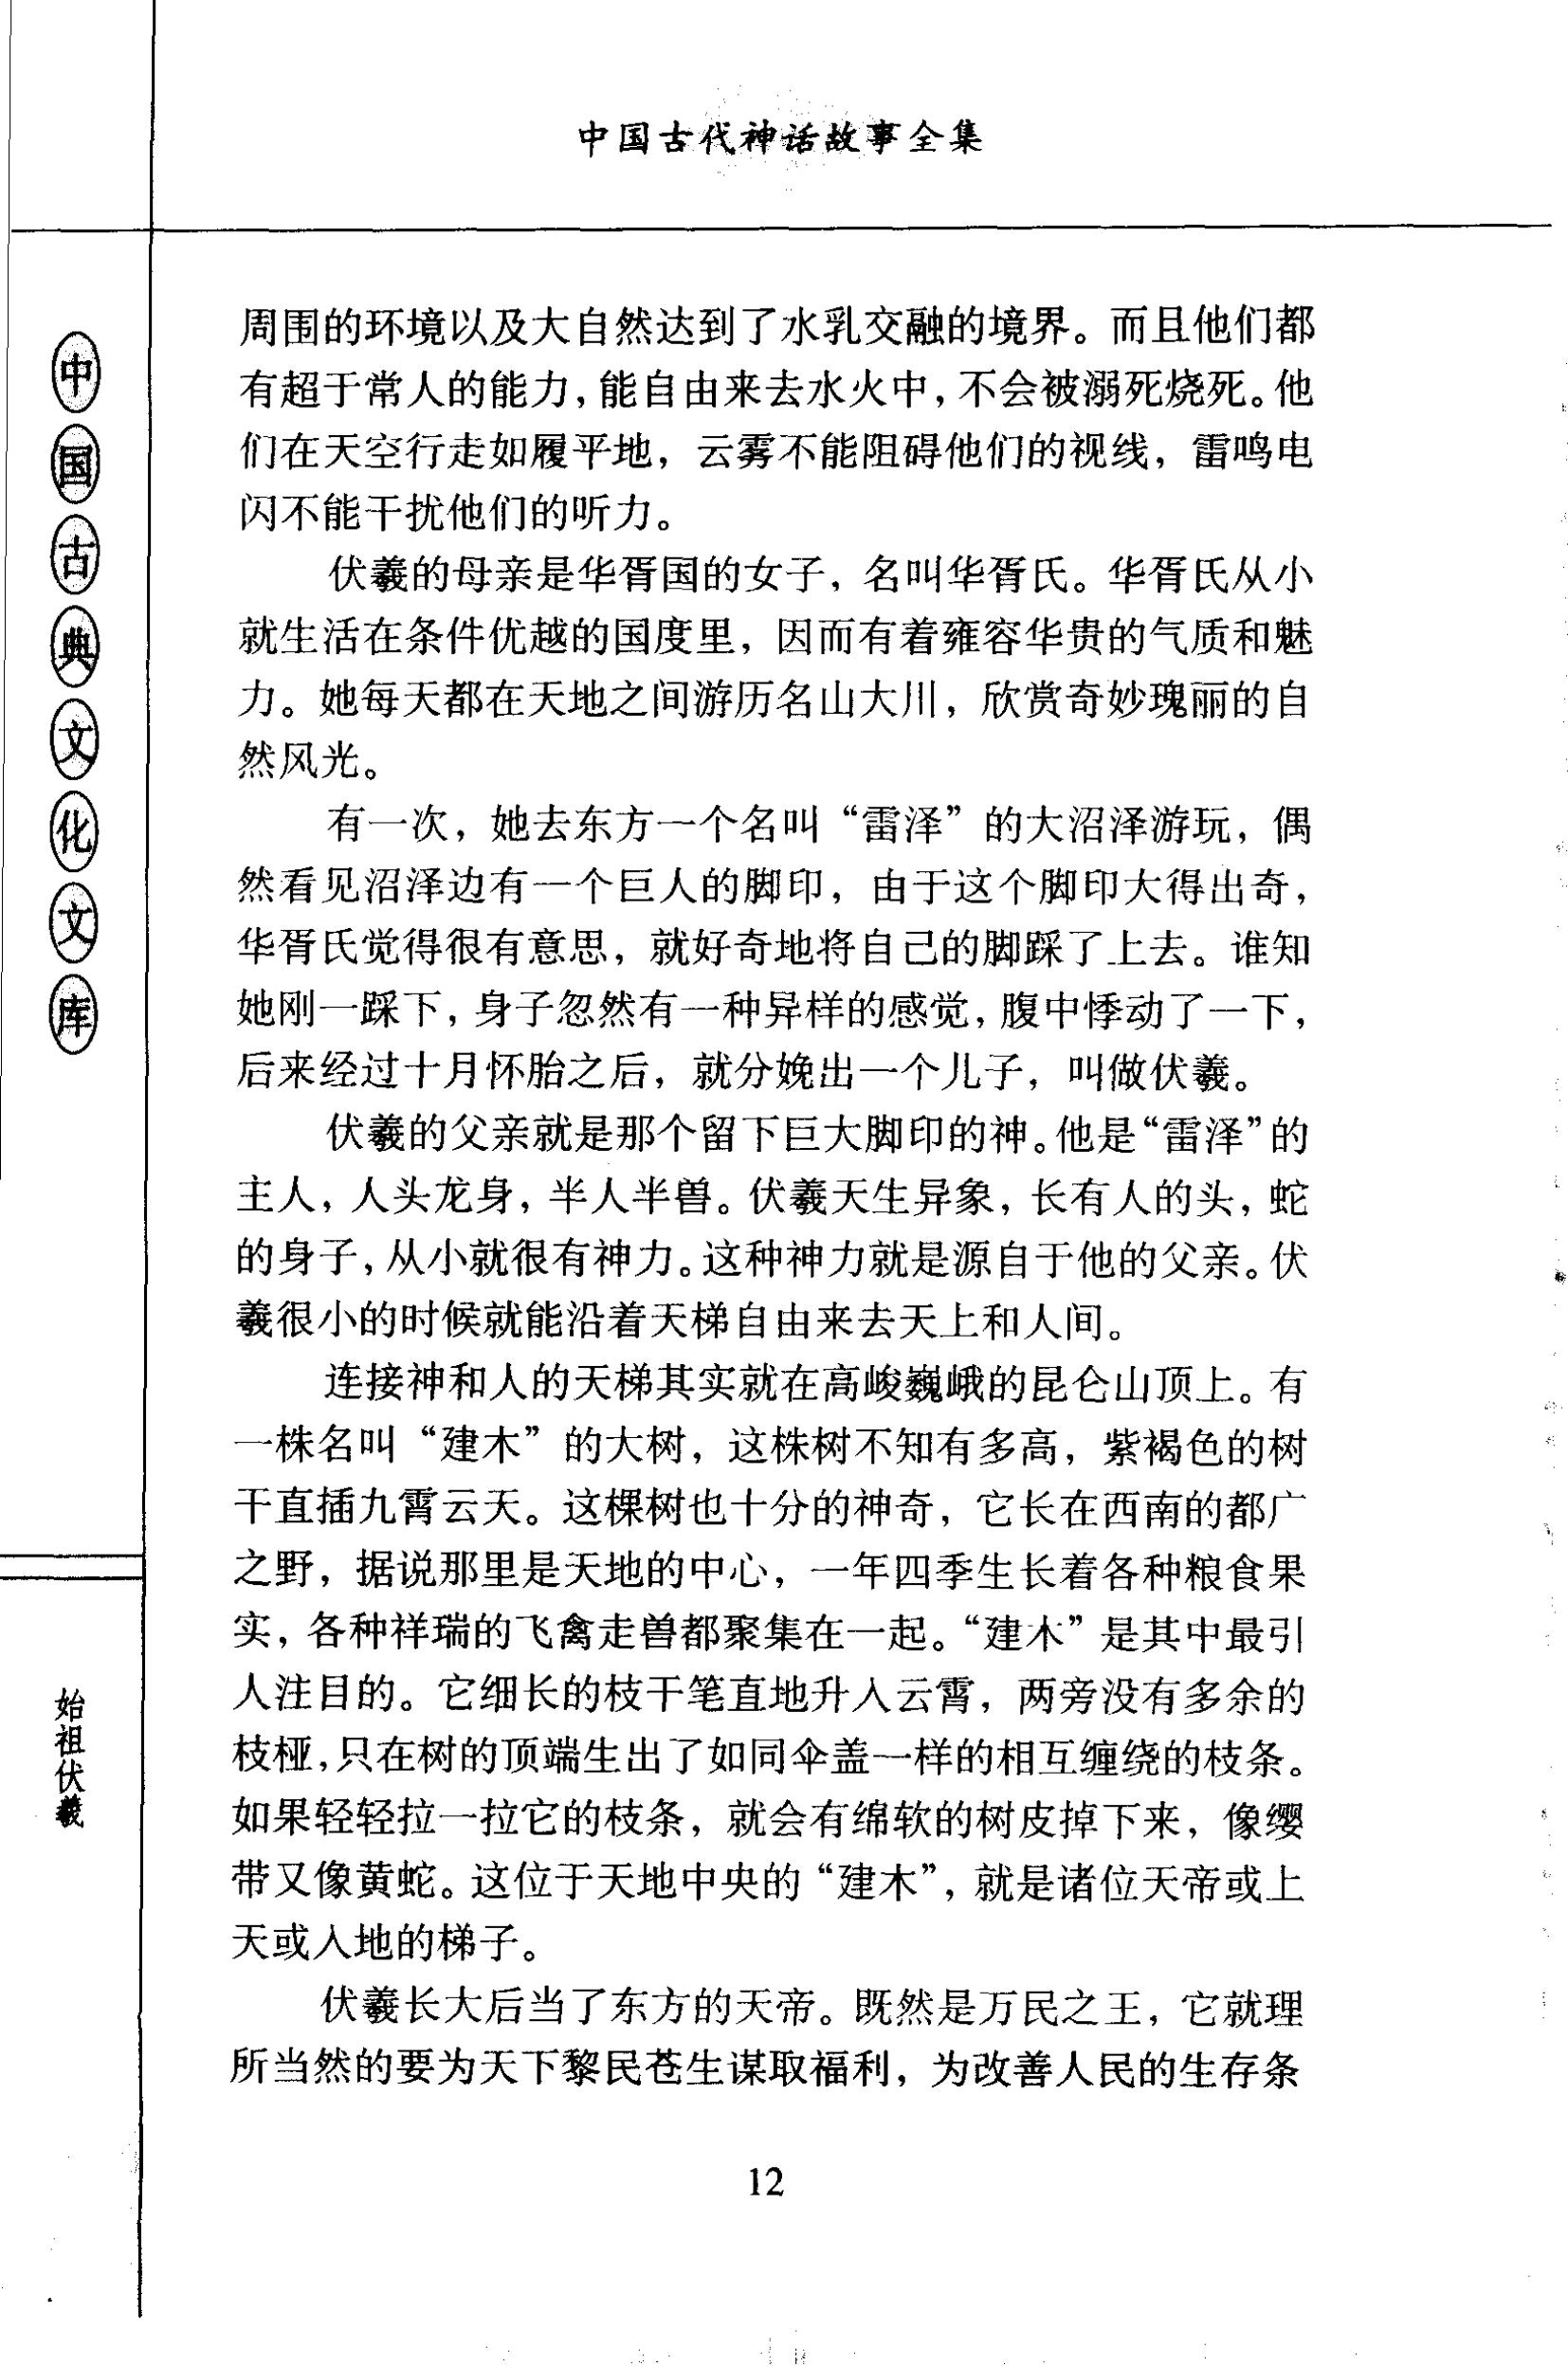 中国古代神话故事全集
中国古典文化文库
周围的环境以及大自然达到了水乳交融的境界。而且他们都
有超于常人的能力，能自由来去水火中，不会被溺死烧死。他
们在天空行走如履平地，云雾不能阻碍他们的视线，雷鸣电
闪不能干扰他们的听力。
伏羲的母亲是华胥国的女子，名叫华胥氏。华胥氏从小
就生活在条件优越的国度里，因而有着雍容华贵的气质和魅
力。她每天都在天地之间游历名山大川，欣赏奇妙瑰丽的自
然风光。
有一次，她去东方一个名叫“雷泽”的大沼泽游玩，偶
然看见沼泽边有一个巨人的脚印，由于这个脚印大得出奇，
华胥氏觉得很有意思，就好奇地将自己的脚踩了上去。谁知
她刚一踩下，身子忽然有一种异样的感觉，腹中悸动了一下，
后来经过十月怀胎之后，就分娩出一个儿子，叫做伏羲。
伏羲的父亲就是那个留下巨大脚印的神。他是“雷泽”的
主人，人头龙身，半人半兽。伏羲天生异象，长有人的头，蛇
的身子，从小就很有神力。这种神力就是源自于他的父亲。伏
羲很小的时候就能沿着天梯自由来去天上和人间。
连接神和人的天梯其实就在高峻巍峨的昆仑山顶上。有
一株名叫“建木”的大树，这株树不知有多高，紫褐色的树
干直插九霄云天。这棵树也十分的神奇，它长在西南的都广
之野，据说那里是天地的中心，一年四季生长着各种粮食果
实，各种祥瑞的飞禽走兽都聚集在一起。“建木”是其中最引
人注目的。它细长的枝干笔直地升入云霄，两旁没有多余的
枝桠，只在树的顶端生出了如同伞盖一样的相互缠绕的枝条。
如果轻轻拉一拉它的枝条，就会有绵软的树皮掉下来，像缨
带又像黄蛇。这位于天地中央的“建木”，就是诸位天帝或上
天或入地的梯子。
伏羲长大后当了东方的天帝。既然是万民之王，它就理
所当然的要为天下黎民苍生谋取福利，为改善人民的生存条
始祖伏羲
12